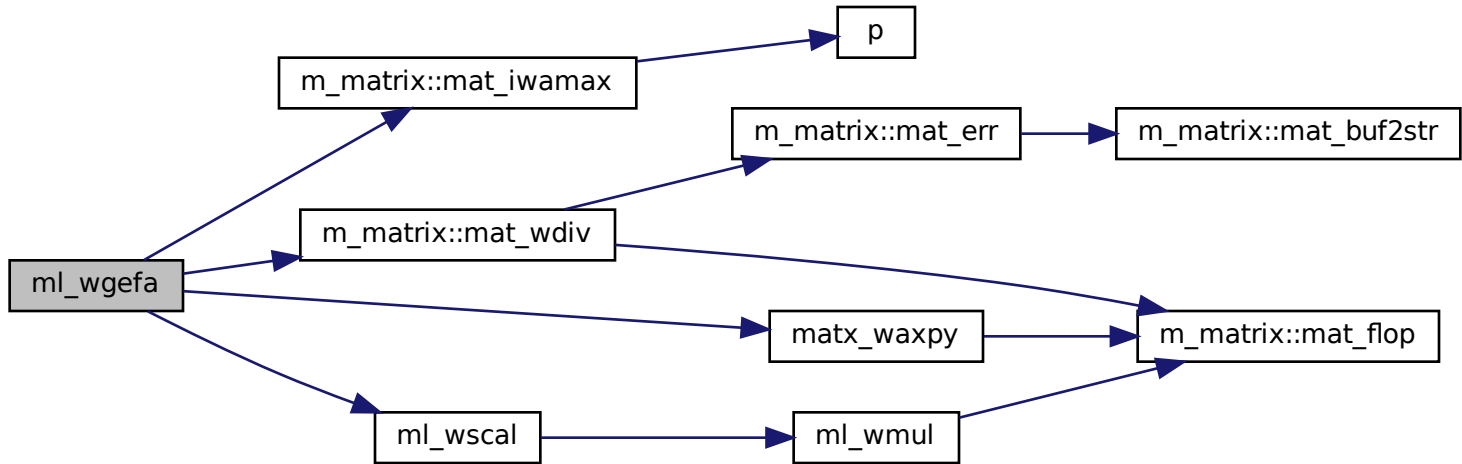 p
m_matrix::mat_iwamax
m_matrix::mat_err
m_matrix::mat_buf2str
m_matrix::mat_wdiv
ml_wgefa
matx_waxpy
m_matrix::mat_flop
ml_wscal
ml_wmul